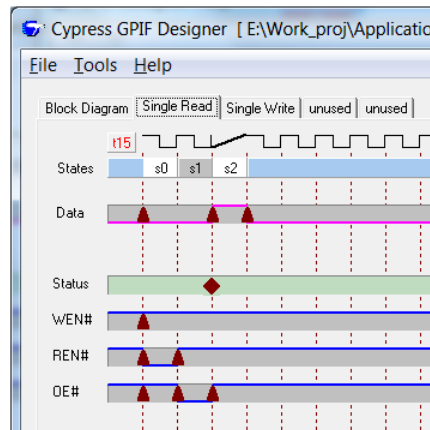 Cypress GPIF Designer [ E:\Work_proj\Applicatio
File Tools Help
Block Diagram Single Read Single Write unused unused
t15
States s0 s1 s2
Data
Status
WEN#
REN#
OE#